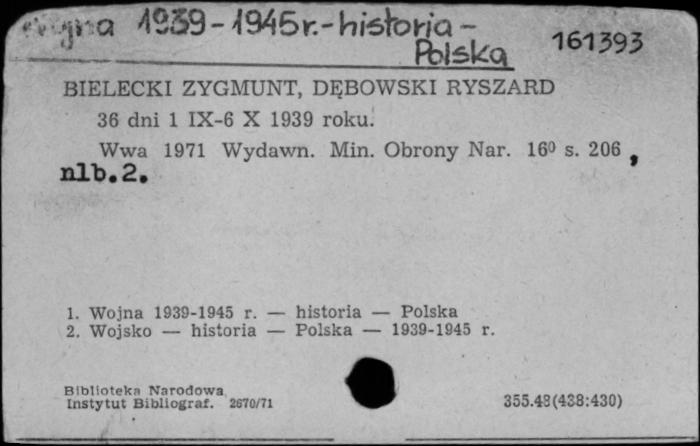 Wojna 1939-1945 r.-historia-
Polska
161393
BIELECKI ZYGMUNT, DĘBOWSKI RYSZARD
36 dni 1 IX-6 X 1939 roku.
Wwa 1971 Wydawn. Min. Obrony Nar. 16⁰ s. 206,
nlb.2.
1. Wojna 1939-1945 r. — historia — Polska
2. Wojsko — historia — Polska — 1939-1945 r.
Biblioteka Narodowa
Instytut Bibliograf. 2670/71
355.48(438:430)